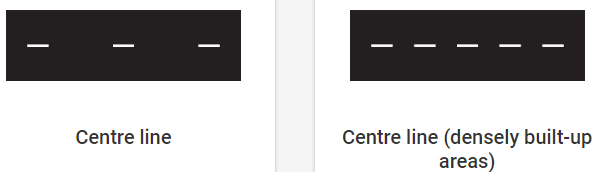 Centre line
Centre line (densely built-up
areas)